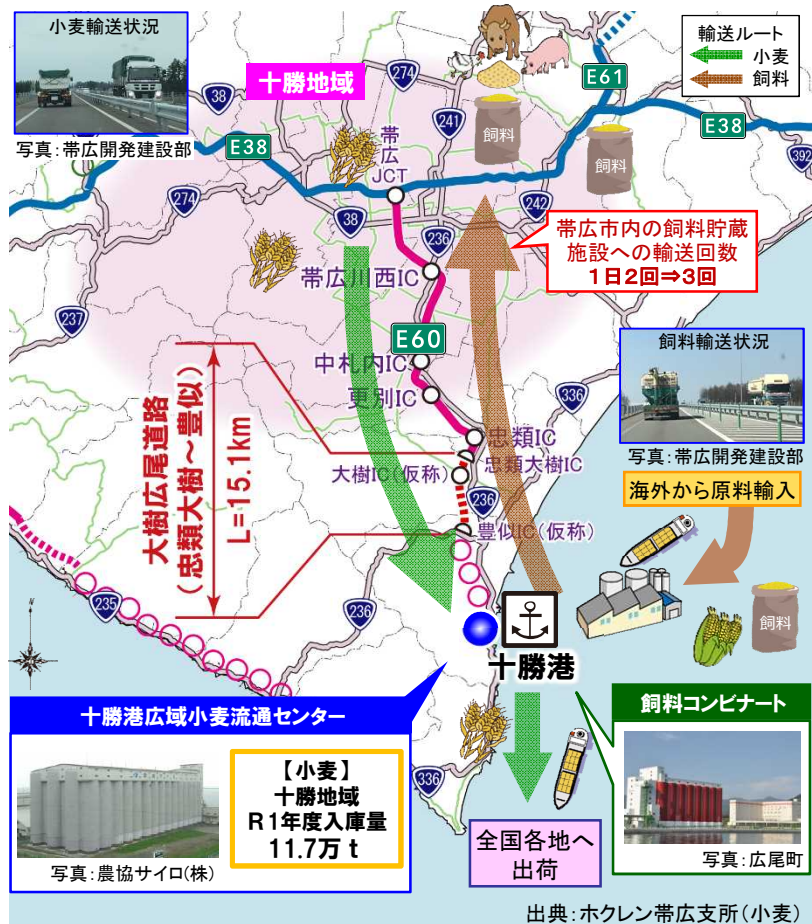 小麦輸送状況
写真：帯広開発建設部
輸送ルート
小麦
飼料
十勝地域
274
38
241
E61
E38
E38
392
飼料
飼料
帯広
JCT
274
38
242
236
帯広市内の飼料貯蔵
施設への輸送回数
1日2回⇒3回
帯広川西IC
237
E60
中札内IC
更別IC
336
飼料輸送状況
写真：帯広開発建設部
忠類IC
忠類大樹IC
大樹IC(仮称)
236
豊似IC(仮称)
大樹広尾道路
(忠類大樹～豊似)
L=15.1km
海外から原料輸入
飼料
235
236
十勝港
十勝港広域小麦流通センター
【小麦】
十勝地域
R1年度入庫量
11.7万t
写真：農協サイロ(株)
336
全国各地へ
出荷
飼料コンビナート
写真：広尾町
出典：ホクレン帯広支所(小麦)